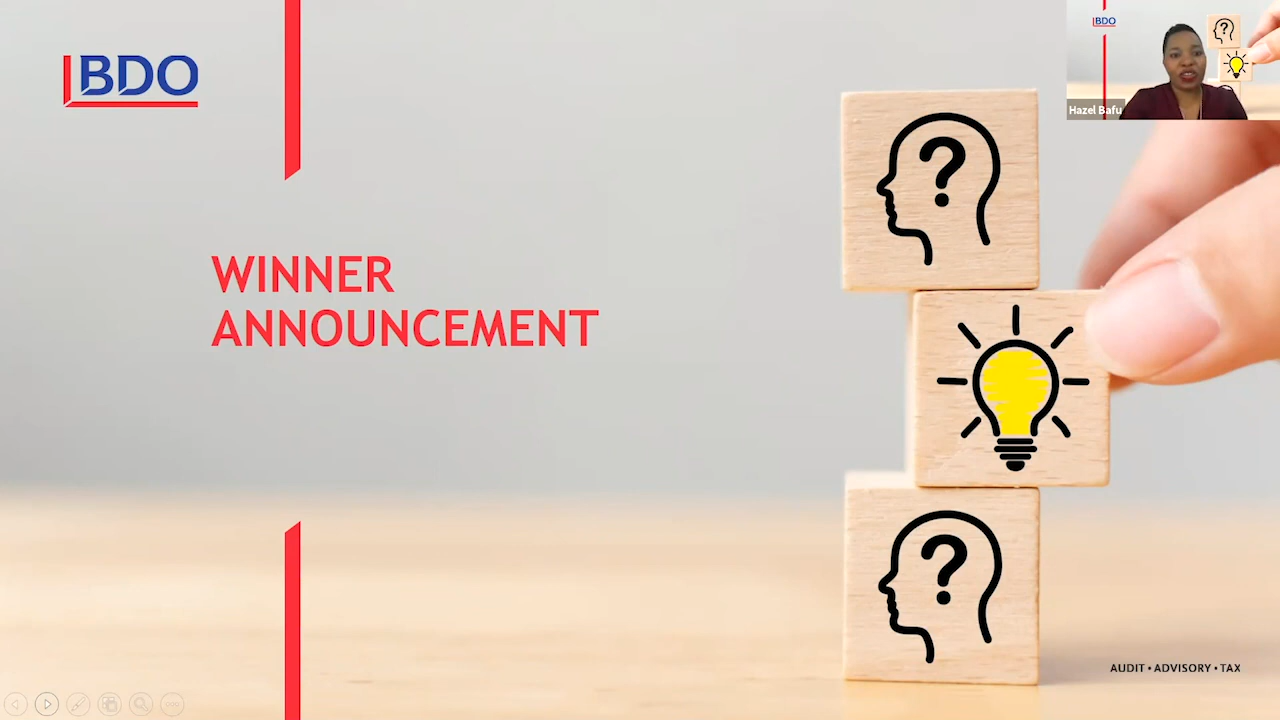 BDO
WINNER
ANNOUNCEMENT
?
?
AUDIT • ADVISORY • TAX
BDO
?
Hazel Bafu